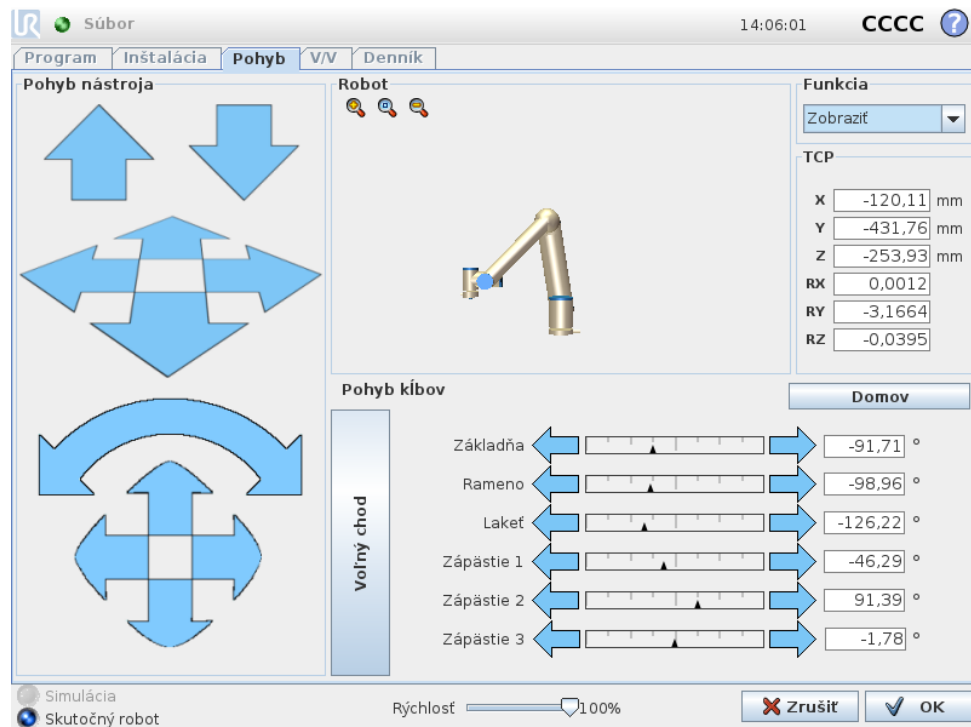 UR Súbor 14:06:01 CCCC ?
Program Inštalácia Pohyb V/V Denník
Pohyb nástroja
Robot
Funkcia
Zobraziť
TCP
X -120,11 mm
Y -431,76 mm
Z -253,93 mm
RX 0,0012
RY -3,1664
RZ -0,0395
Pohyb kĺbov
Domov
Voľný chod
Základňa -91,71 °
Rameno -98,96 °
Lakeť -126,22 °
Zápästie 1 -46,29 °
Zápästie 2 91,39 °
Zápästie 3 -1,78 °
Simulácia
Skutočný robot
Rýchlosť 100%
Zrušiť
OK